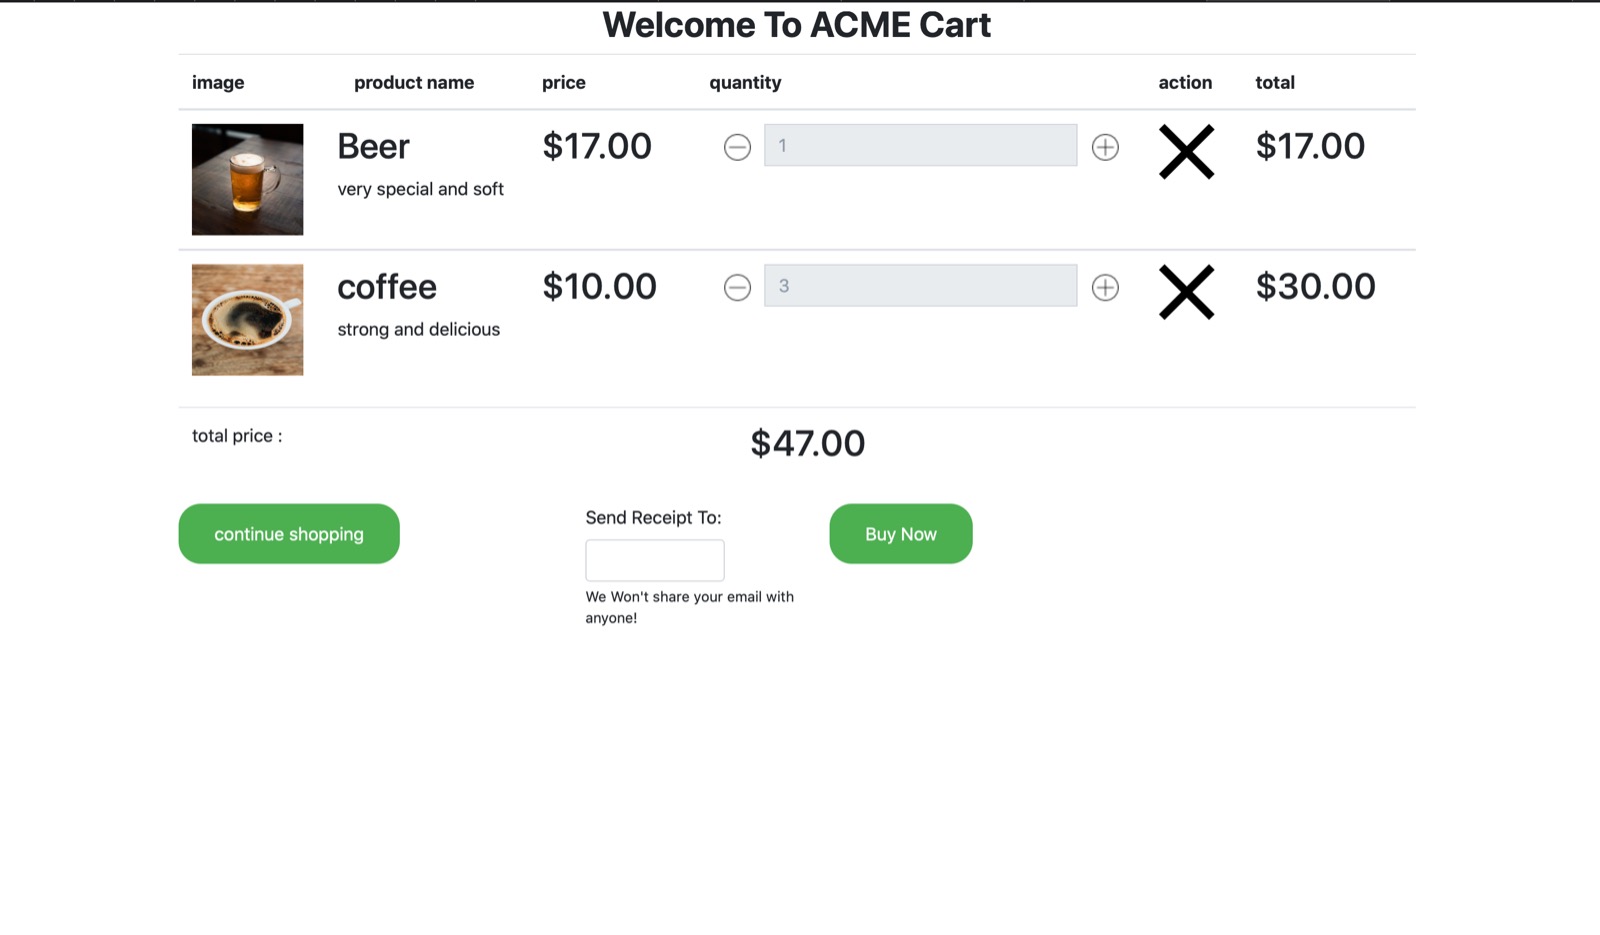 Welcome To ACME Cart
image product name price quantity action total
Beer $17.00 1 $17.00
very special and soft
coffee $10.00 3 $30.00
strong and delicious
total price : $47.00
continue shopping
Send Receipt To:
We Won't share your email with
anyone!
Buy Now